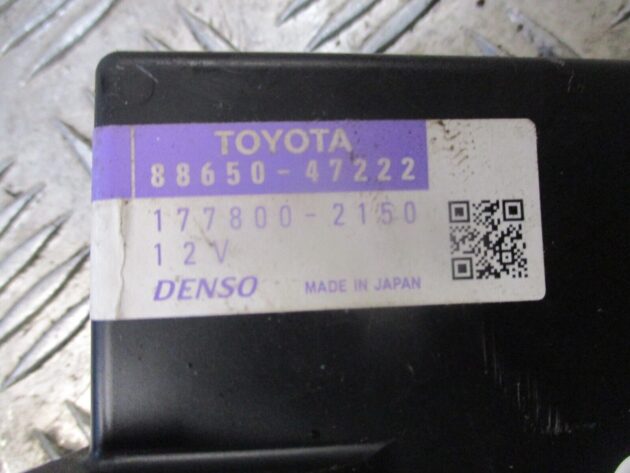 TOYOTA
88650-47222
177800-2150
12V
DENSO MADE IN JAPAN